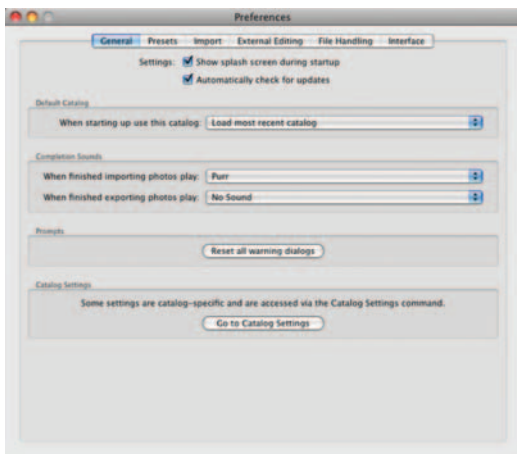 Preferences
General Presets Import External Editing File Handling Interface
Settings: Show splash screen during startup
Automatically check for updates
Default Catalog
When starting up use this catalog: Load most recent catalog
Completion Sounds
When finished importing photos play: Purr
When finished exporting photos play: No Sound
Prompts
Reset all warning dialogs
Catalog Settings
Some settings are catalog-specific and are accessed via the Catalog Settings command.
Go to Catalog Settings